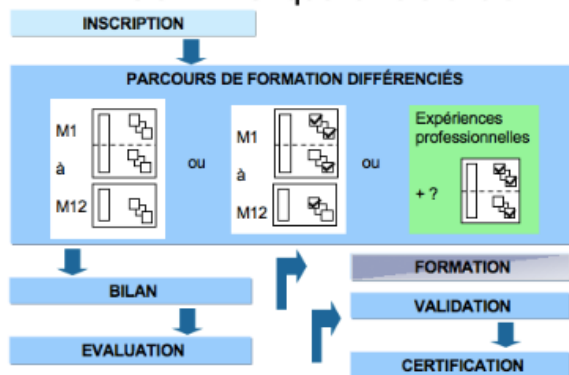 INSCRIPTION
PARCOURS DE FORMATION DIFFÉRENCIÉS
M1
à
M12
ou
M1
à
M12
ou
Expériences
professionnelles
+ ?
FORMATION
BILAN
VALIDATION
EVALUATION
CERTIFICATION